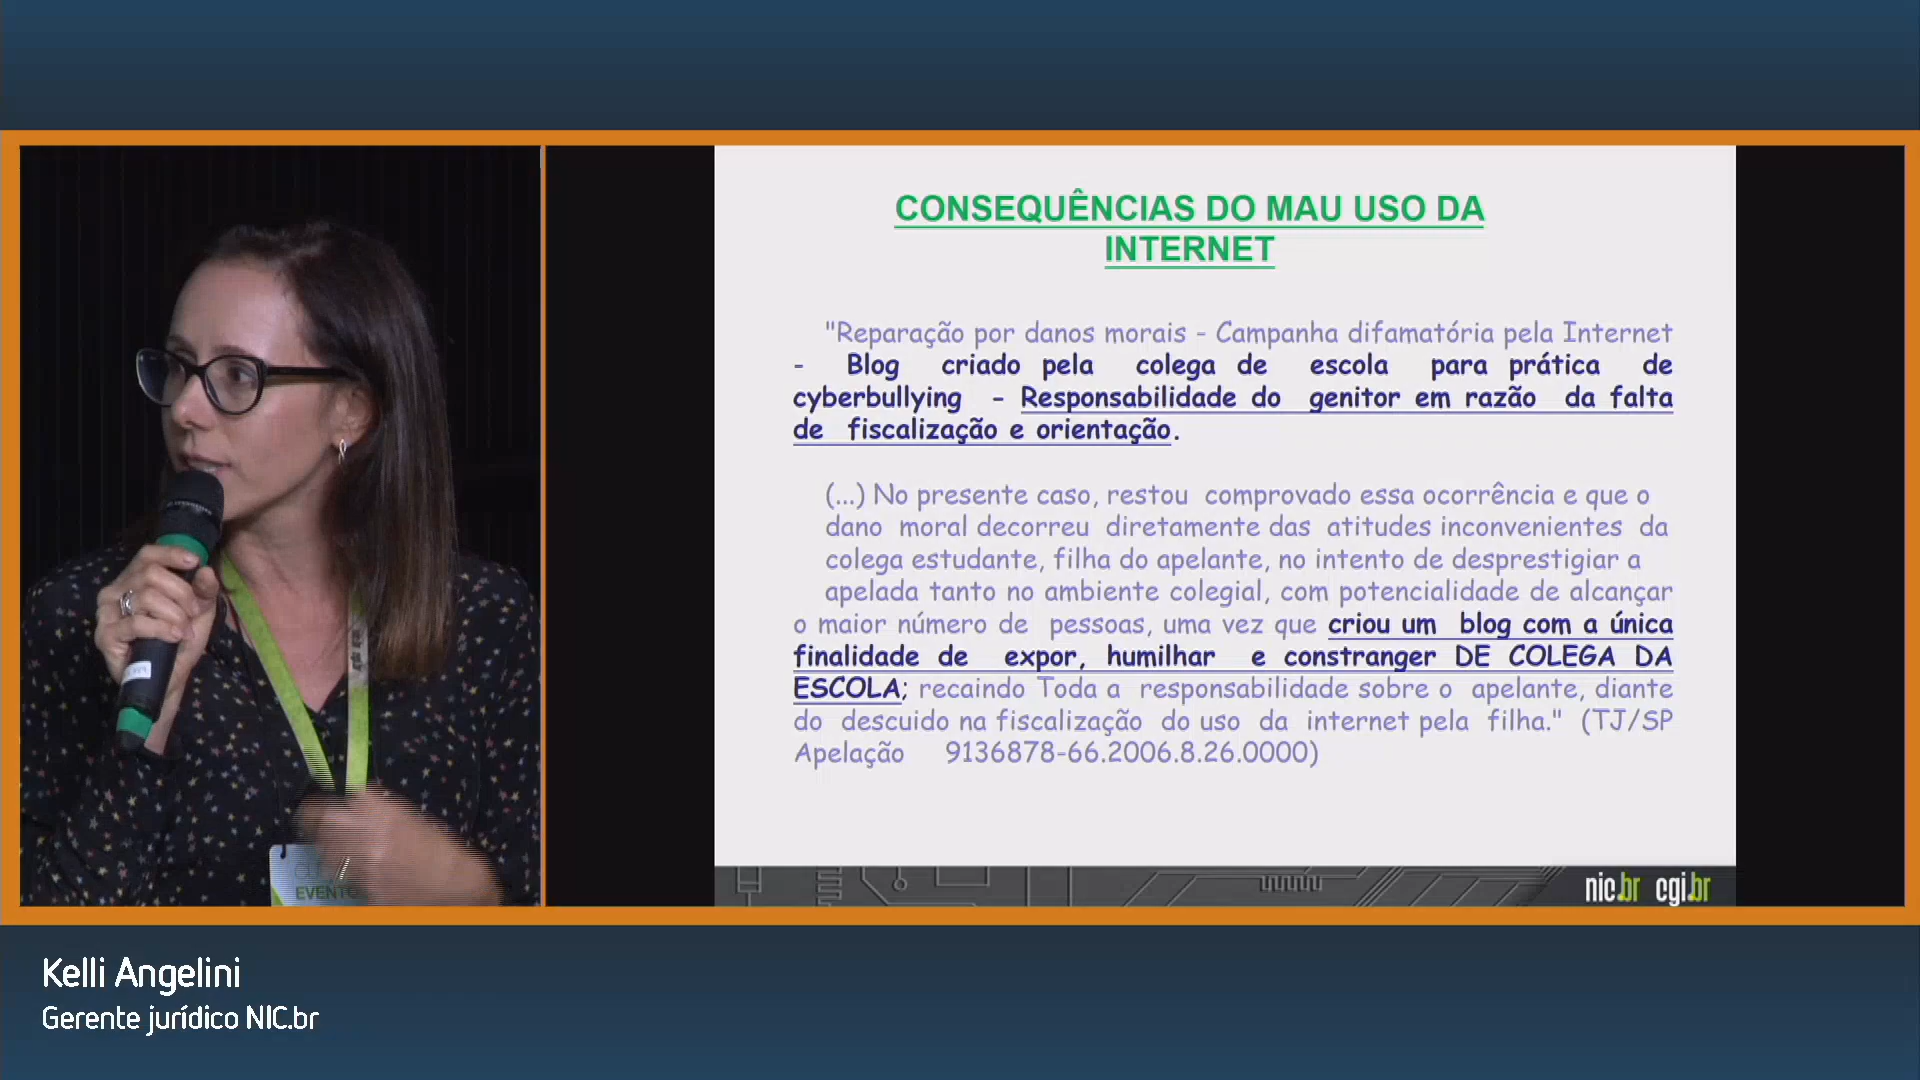 CONSEQUÊNCIAS DO MAU USO DA
INTERNET
"Reparação por danos morais - Campanha difamatória pela Internet
- Blog criado pela colega de escola para prática de
cyberbullying - Responsabilidade do genitor em razão da falta
de fiscalização e orientação.
(...) No presente caso, restou comprovado essa ocorrência e que o
dano moral decorreu diretamente das atitudes inconvenientes da
colega estudante, filha do apelante, no intento de desprestigiar a
apelada tanto no ambiente colegial, com potencialidade de alcançar
o maior número de pessoas, uma vez que criou um blog com a única
finalidade de expor, humilhar e constranger DE COLEGA DA
ESCOLA; recaindo Toda a responsabilidade sobre o apelante, diante
do descuido na fiscalização do uso da internet pela filha." (TJ/SP
Apelação 9136878-66.2006.8.26.0000)
nic.br cgi.br
EVENTO
Kelli Angelini
Gerente jurídico NIC.br